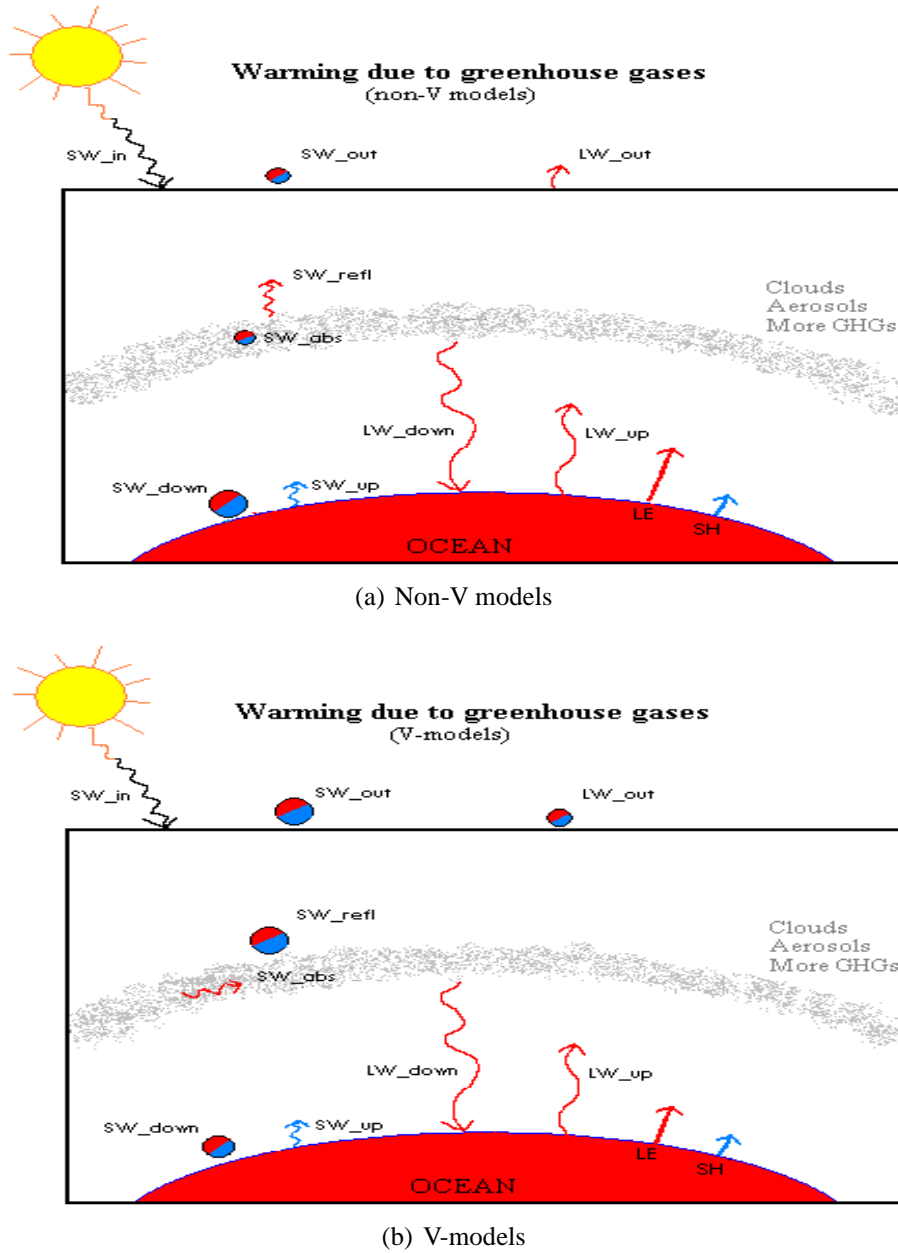 Warming due to greenhouse gases
(non-V models)
SW_in
SW_out
LW_out
SW_refl
Clouds
Aerosols
More GHGs
SW_abs
LW_down
LW_up
SW_down
SW_up
LE
SH
OCEAN
(a) Non-V models
Warming due to greenhouse gases
(V-models)
SW_in
SW_out
LW_out
SW_refl
Clouds
Aerosols
More GHGs
SW_abs
LW_down
LW_up
SW_down
SW_up
LE
SH
OCEAN
(b) V-models